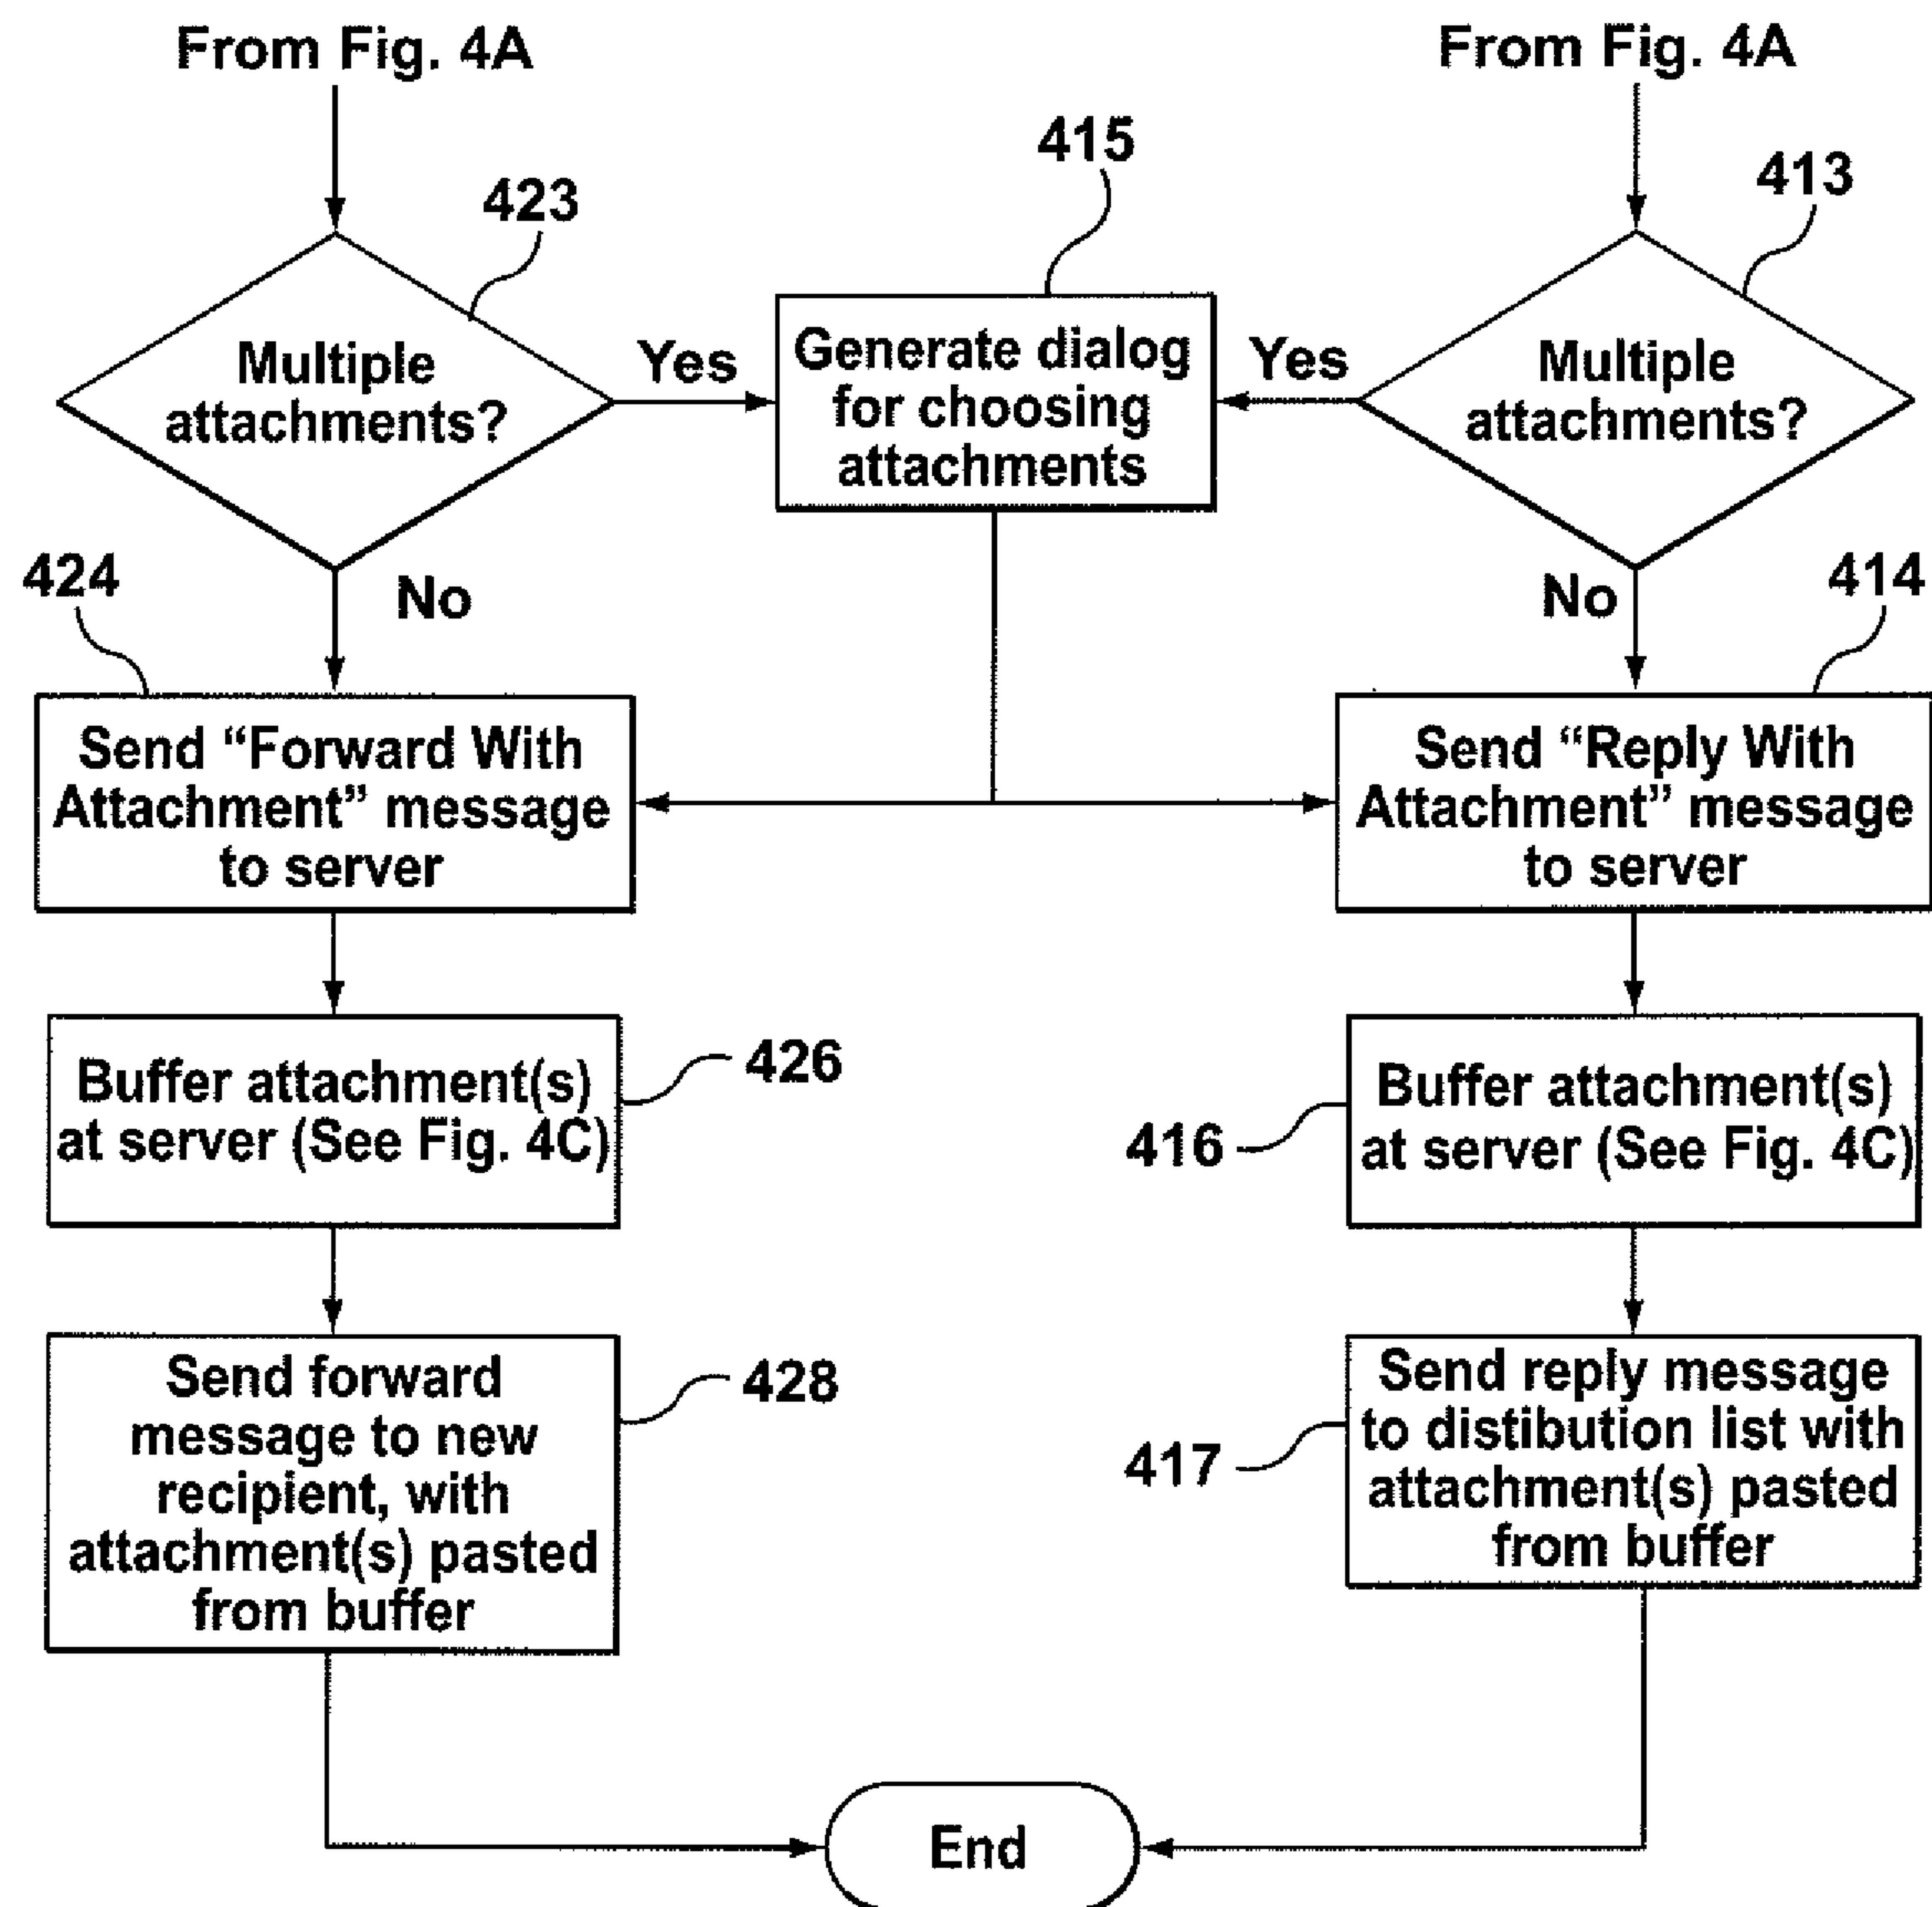 From Fig. 4A
From Fig. 4A
415
413
423
Multiple
attachments?
Yes
Generate dialog
for choosing
attachments
Yes
Multiple
attachments?
424
No
No
414
Send “Forward With
Attachment” message
to server
Send “Reply With
Attachment” message
to server
Buffer attachment(s)
at server (See Fig. 4C)
426
416
Buffer attachment(s)
at server (See Fig. 4C)
Send forward
message to new
recipient, with
attachment(s) pasted
from buffer
428
417
Send reply message
to distibution list with
attachment(s) pasted
from buffer
End